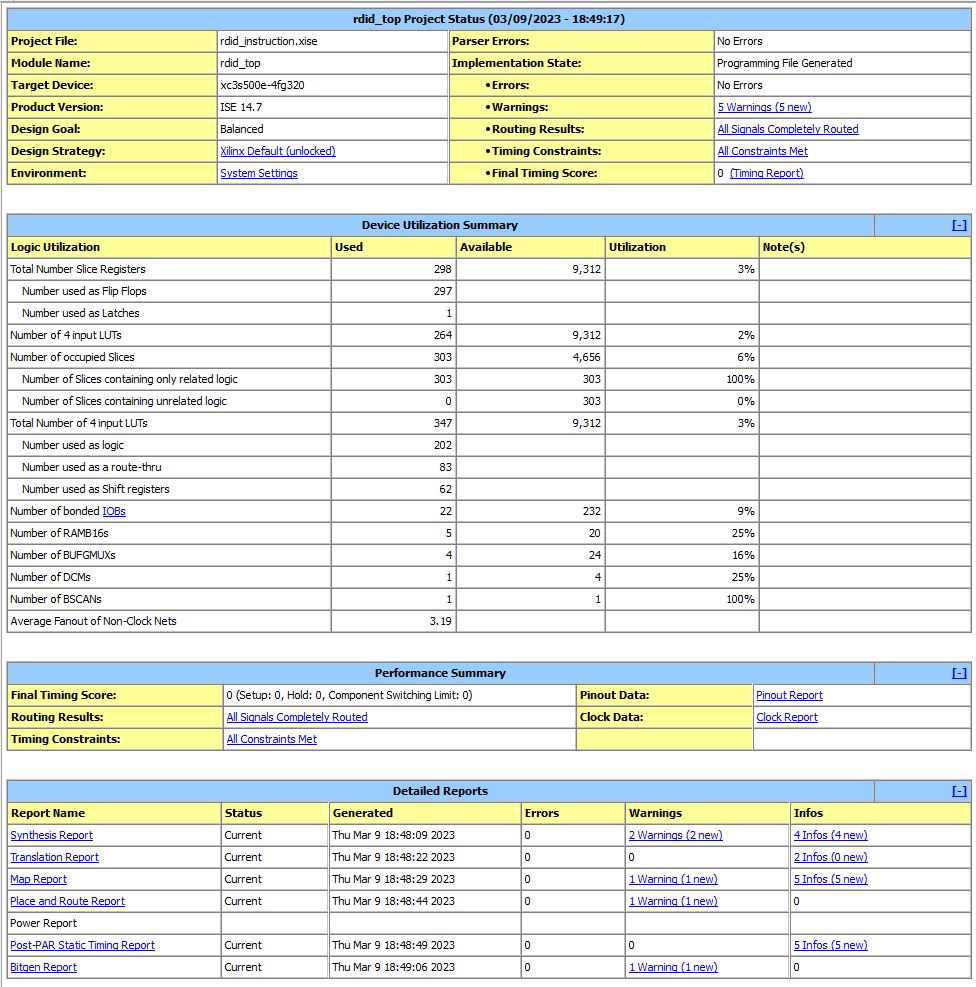 rdid_top Project Status (03/09/2023 - 18:49:17)
Project File: rdid_instruction.xise Parser Errors: No Errors
Module Name: rdid_top Implementation State: Programming File Generated
Target Device: xc3s500e-4fg320 •Errors: No Errors
Product Version: ISE 14.7 •Warnings: 5 Warnings (5 new)
Design Goal: Balanced •Routing Results: All Signals Completely Routed
Design Strategy: Xilinx Default (unlocked) •Timing Constraints: All Constraints Met
Environment: System Settings •Final Timing Score: 0 (Timing Report)
Device Utilization Summary [-]
Logic Utilization Used Available Utilization Note(s)
Total Number Slice Registers 298 9,312 3%
Number used as Flip Flops 297
Number used as Latches 1
Number of 4 input LUTs 264 9,312 2%
Number of occupied Slices 303 4,656 6%
Number of Slices containing only related logic 303 303 100%
Number of Slices containing unrelated logic 0 303 0%
Total Number of 4 input LUTs 347 9,312 3%
Number used as logic 202
Number used as a route-thru 83
Number used as Shift registers 62
Number of bonded IOBs 22 232 9%
Number of RAMB16s 5 20 25%
Number of BUFGMUXs 4 24 16%
Number of DCMs 1 4 25%
Number of BSCANs 1 1 100%
Average Fanout of Non-Clock Nets 3.19
Performance Summary [-]
Final Timing Score: 0 (Setup: 0, Hold: 0, Component Switching Limit: 0) Pinout Data: Pinout Report
Routing Results: All Signals Completely Routed Clock Data: Clock Report
Timing Constraints: All Constraints Met
Detailed Reports [-]
Report Name Status Generated Errors Warnings Infos
Synthesis Report Current Thu Mar 9 18:48:09 2023 0 2 Warnings (2 new) 4 Infos (4 new)
Translation Report Current Thu Mar 9 18:48:22 2023 0 0 2 Infos (0 new)
Map Report Current Thu Mar 9 18:48:29 2023 0 1 Warning (1 new) 5 Infos (5 new)
Place and Route Report Current Thu Mar 9 18:48:44 2023 0 1 Warning (1 new) 0
Power Report
Post-PAR Static Timing Report Current Thu Mar 9 18:48:49 2023 0 0 5 Infos (5 new)
Bitgen Report Current Thu Mar 9 18:49:06 2023 0 1 Warning (1 new) 0